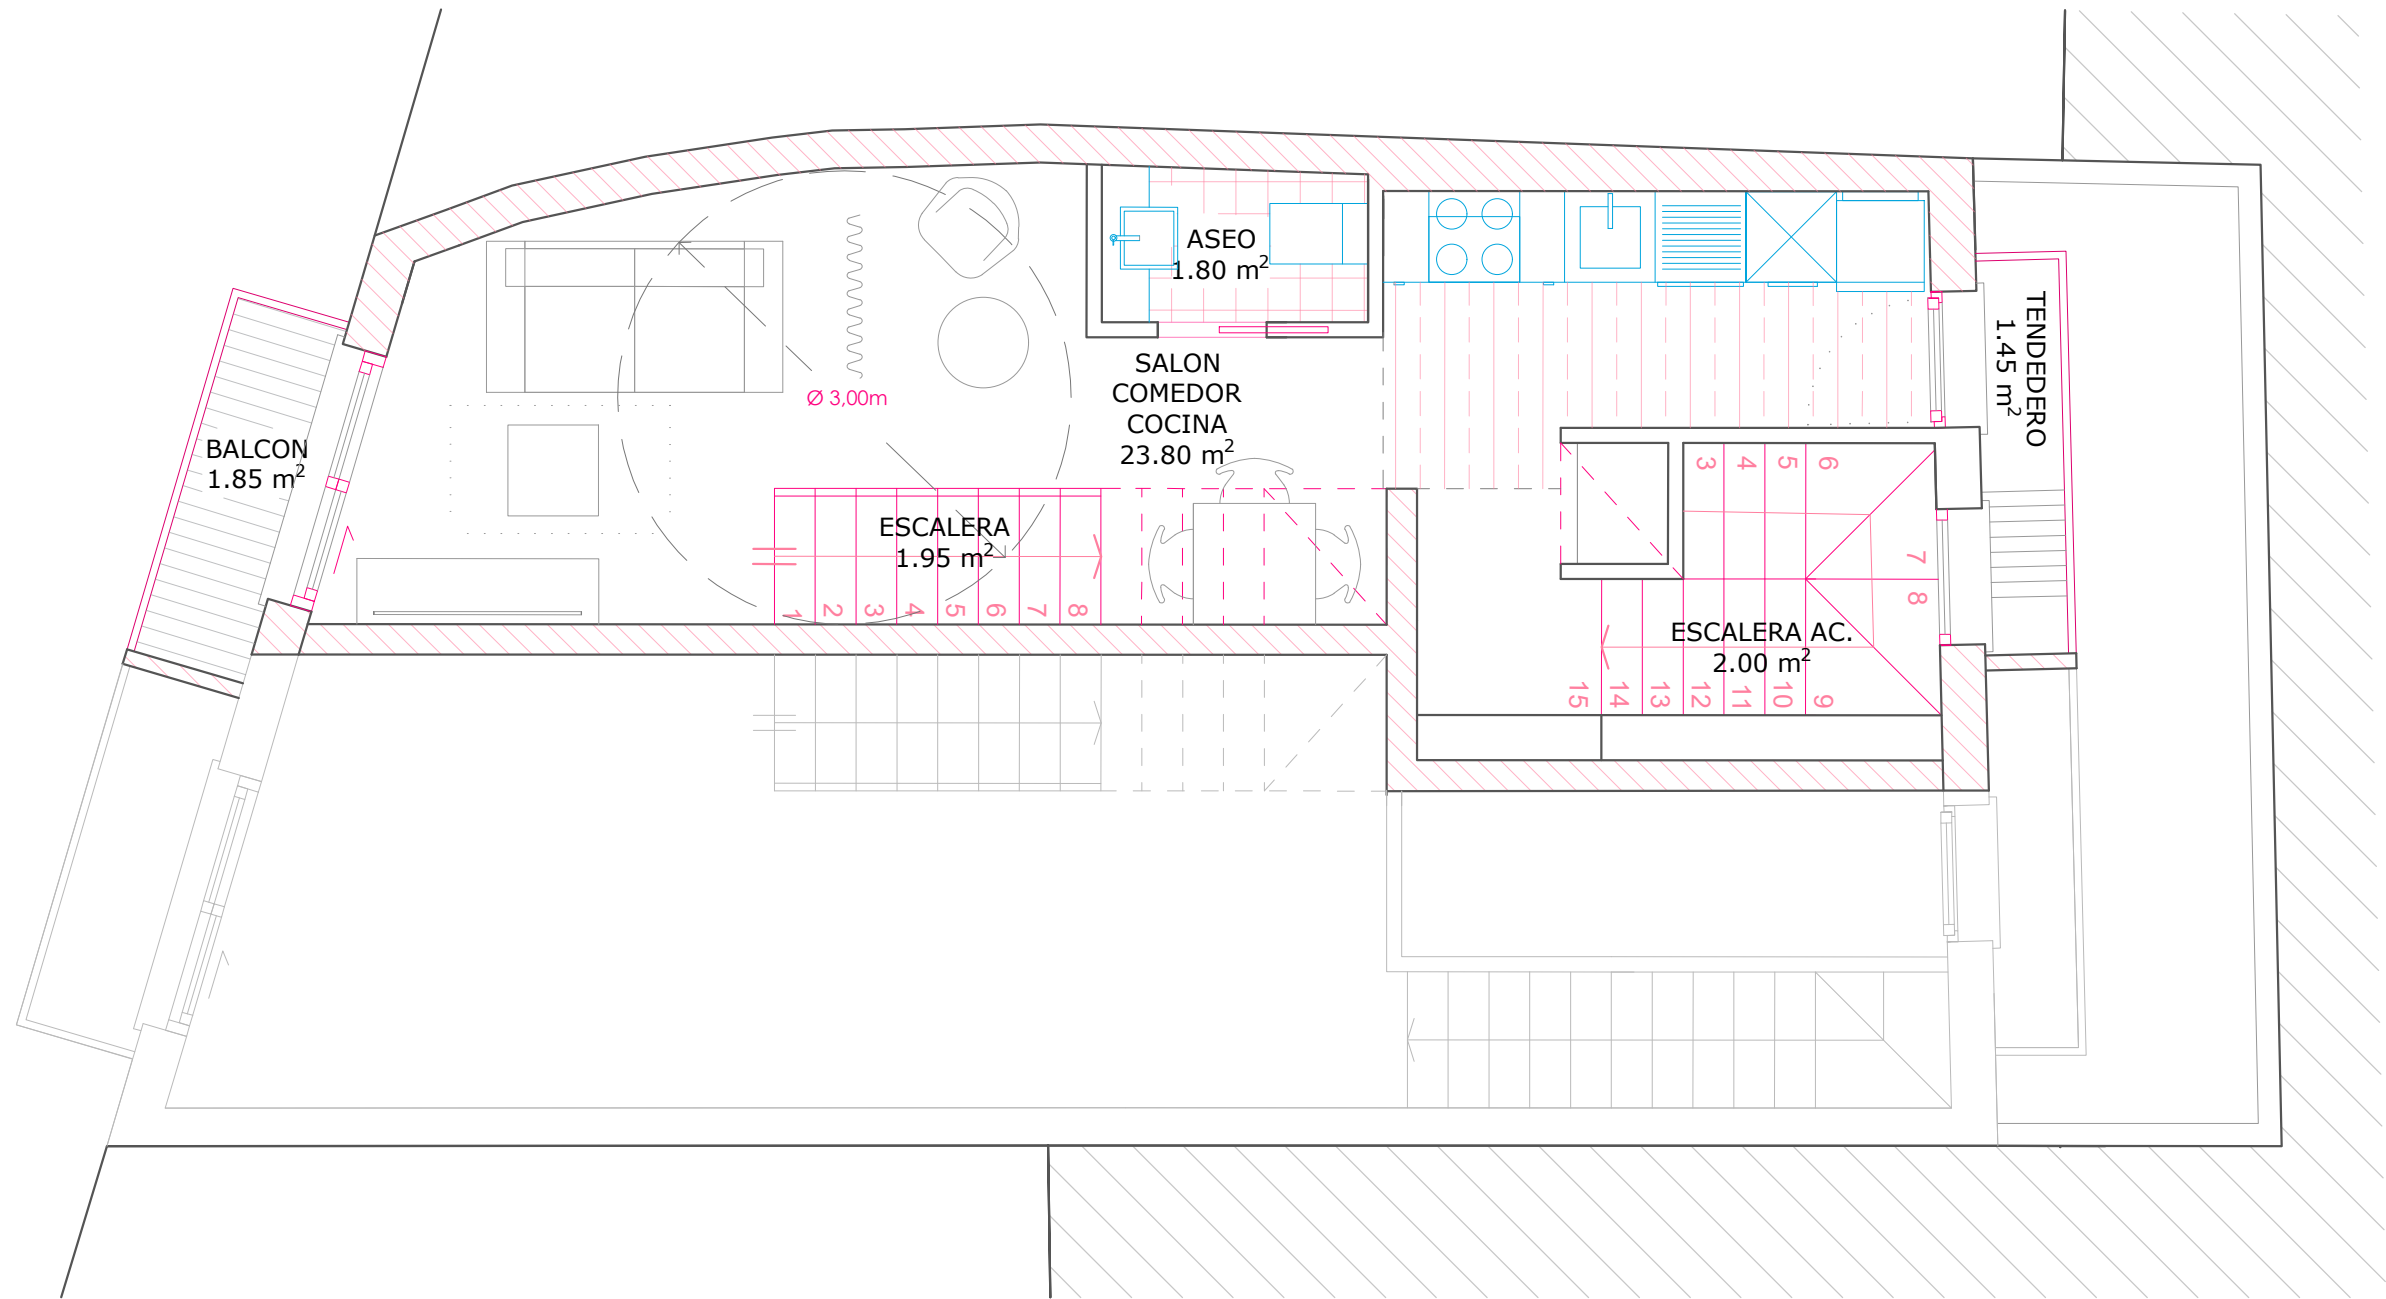 ASEO
1.80 m²
SALON
COMEDOR
COCINA
23.80 m²
Ø 3,00m
BALCON
1.85 m²
TENDEDERO
1.45 m²
ESCALERA
1.95 m²
1 2 3 4 5 6 7 8
3 4 5 6
7
8
ESCALERA AC.
2.00 m²
15 14 13 12 11 10 9